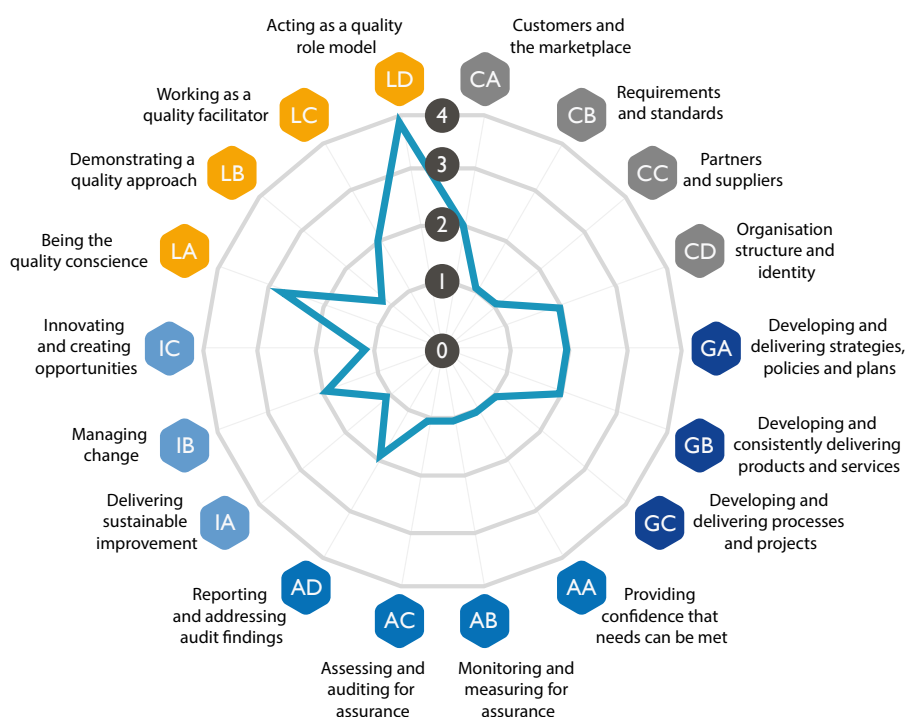 Acting as a quality
role model
LD
Customers and
the marketplace
CA
Requirements
and standards
CB
Partners
and suppliers
CC
Organisation
structure and
identity
CD
Developing and
delivering strategies,
policies and plans
GA
Developing and
consistently delivering
products and services
GB
Developing and
delivering processes
and projects
GC
Providing
confidence that
needs can be met
AA
Monitoring and
measuring for
assurance
AB
Assessing and
auditing for
assurance
AC
Reporting
and addressing
audit findings
AD
Delivering
sustainable
improvement
IA
Managing
change
IB
Innovating
and creating
opportunities
IC
Being the
quality conscience
LA
Demonstrating a
quality approach
LB
Working as a
quality facilitator
LC
4
3
2
1
0